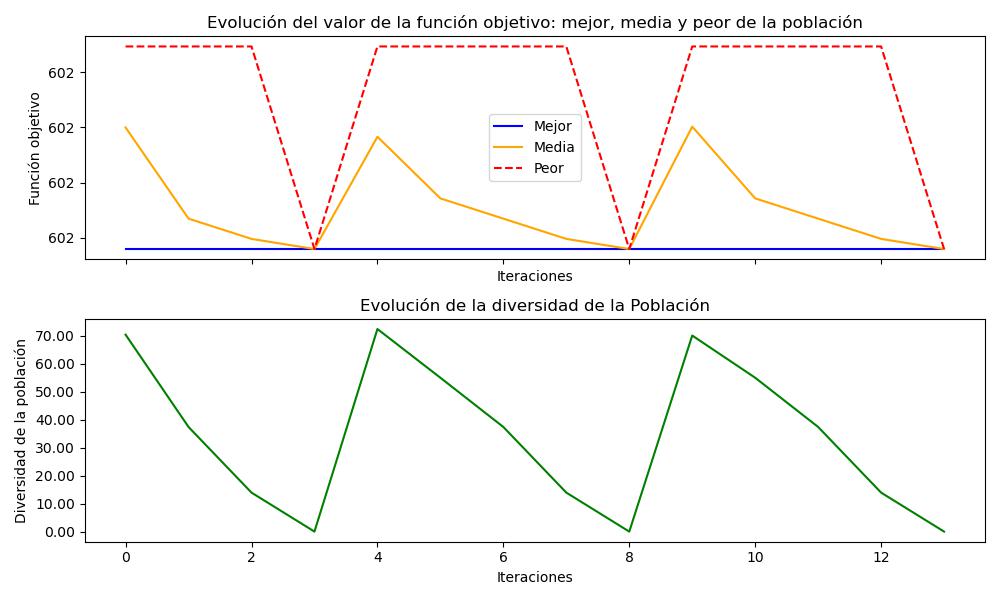 Evolución del valor de la función objetivo: mejor, media y peor de la población
602
602
602
602
Función objetivo
Mejor
Media
Peor
Iteraciones
Evolución de la diversidad de la Población
70.00
60.00
50.00
40.00
30.00
20.00
10.00
0.00
Diversidad de la población
0 2 4 6 8 10 12
Iteraciones